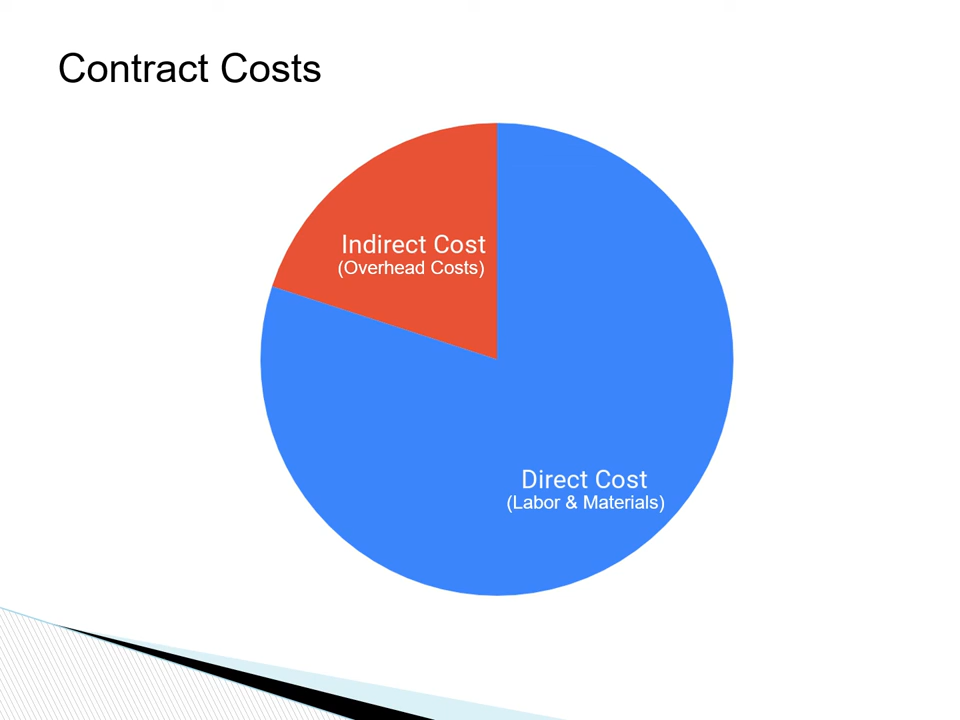 Contract Costs
Indirect Cost
(Overhead Costs)
Direct Cost
(Labor & Materials)